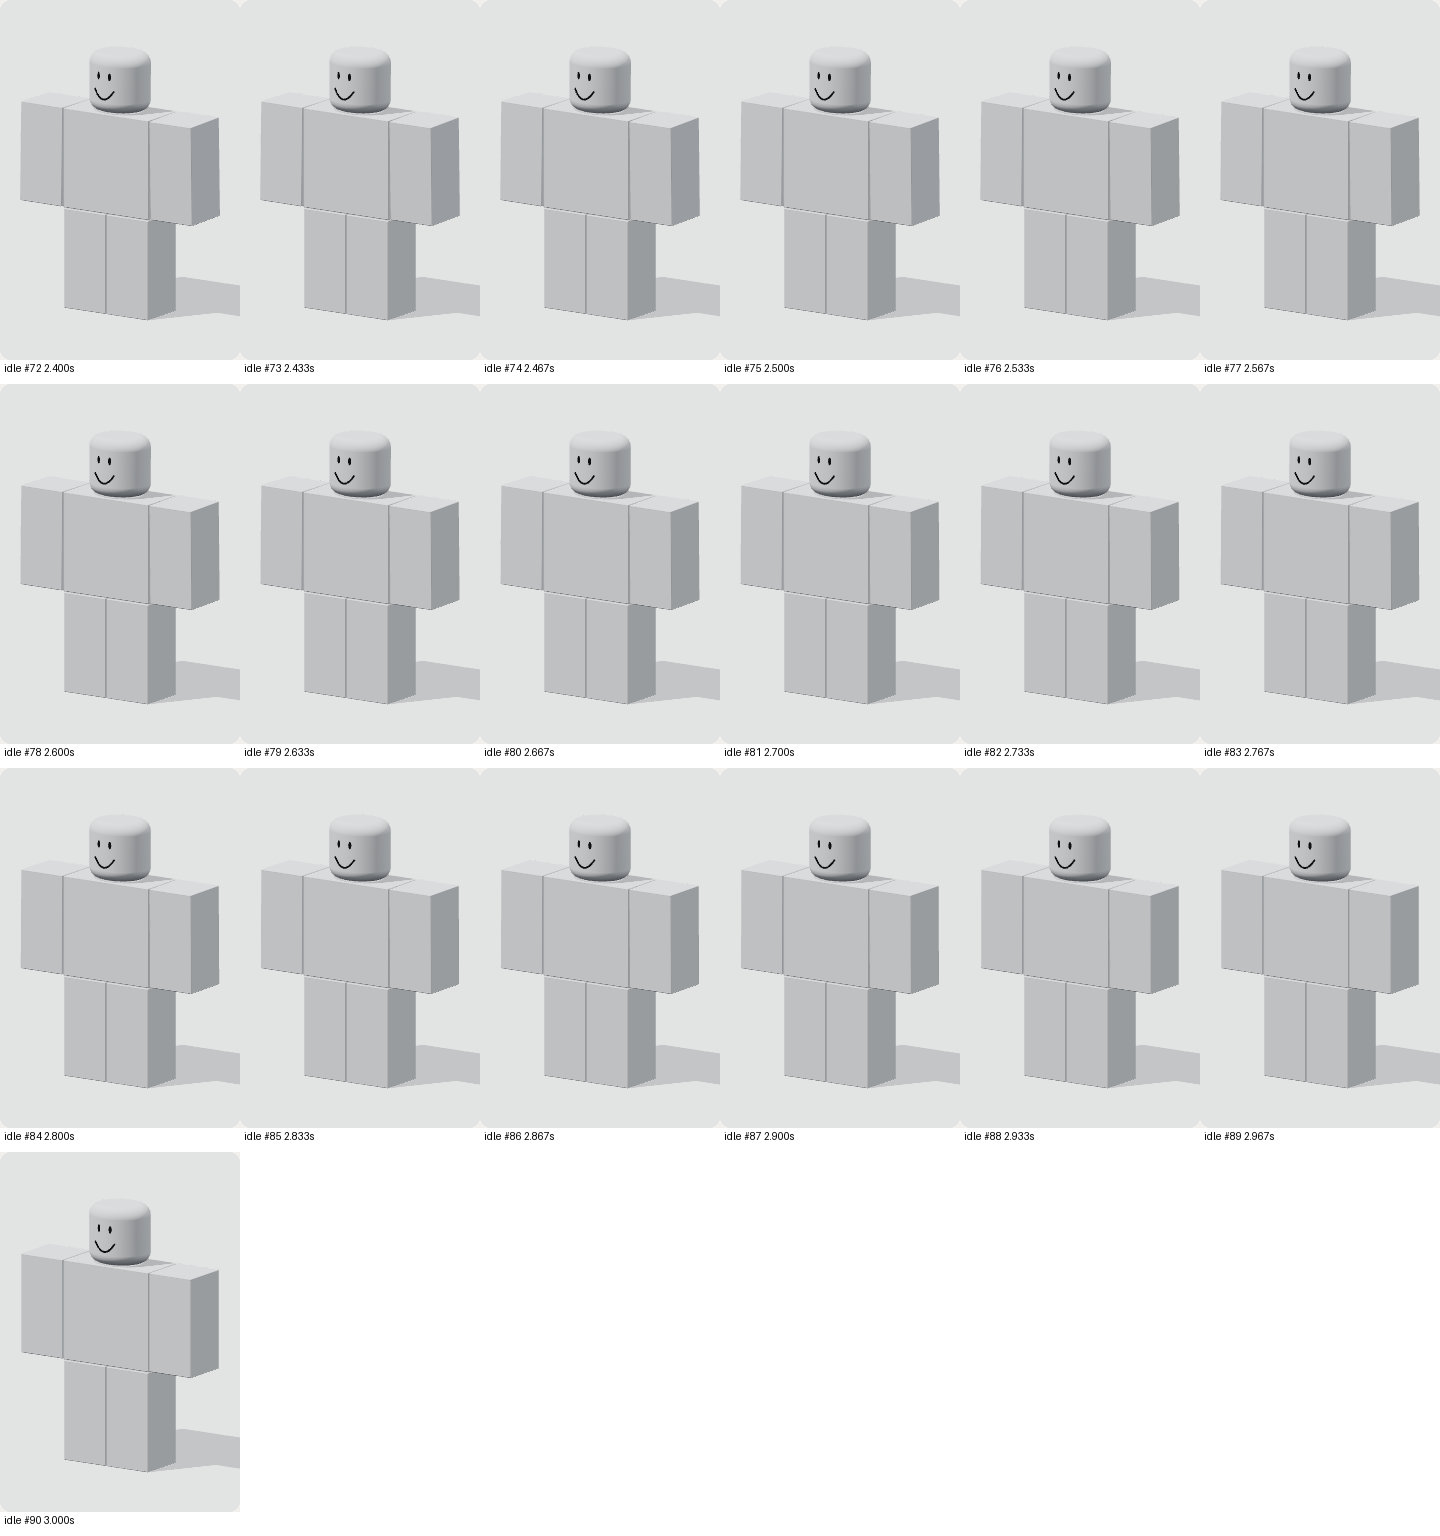 idle #72 2.400s
idle #73 2.433s
idle #74 2.467s
idle #75 2.500s
idle #76 2.533s
idle #77 2.567s
idle #78 2.600s
idle #79 2.633s
idle #80 2.667s
idle #81 2.700s
idle #82 2.733s
idle #83 2.767s
idle #84 2.800s
idle #85 2.833s
idle #86 2.867s
idle #87 2.900s
idle #88 2.933s
idle #89 2.967s
idle #90 3.000s